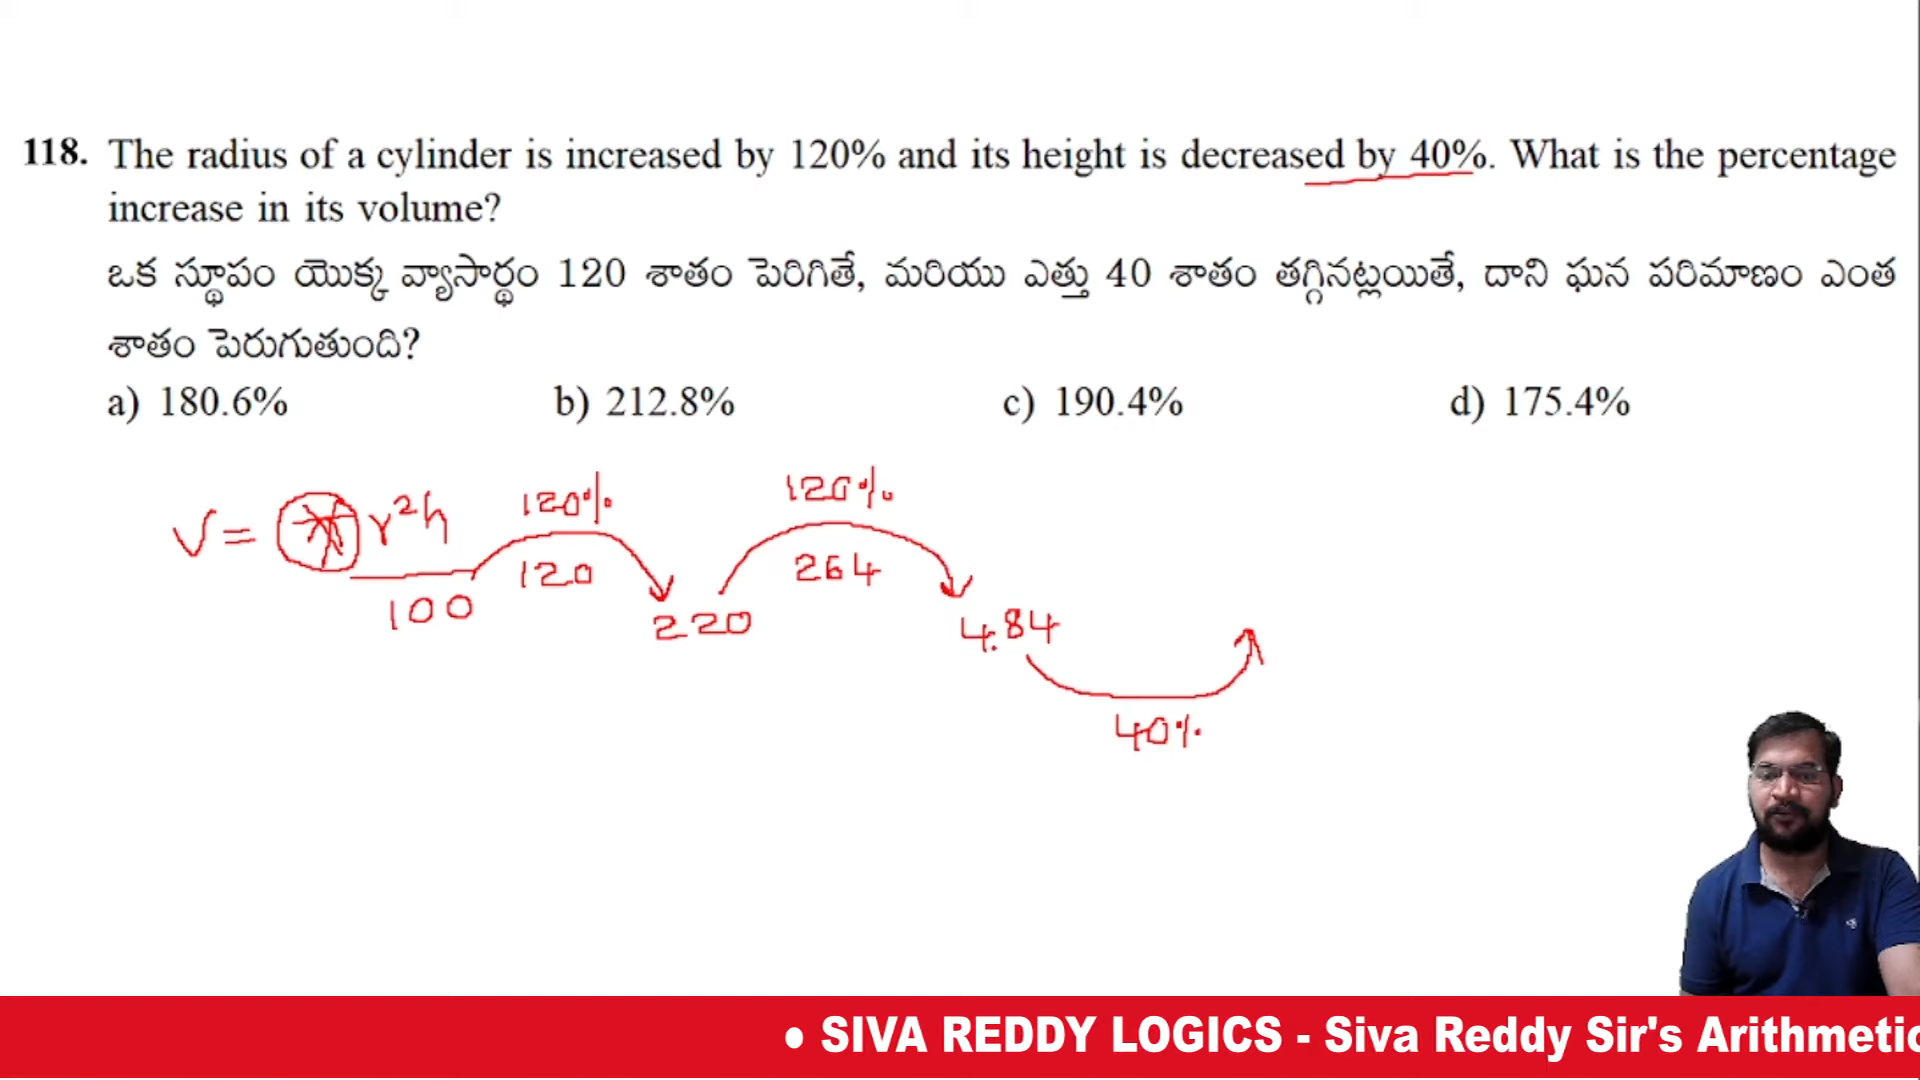 118. The radius of a cylinder is increased by 120% and its height is decreased by 40%. What is the percentage
increase in its volume?
ఒక స్థూపం యొక్క వ్యాసార్థం 120 శాతం పెరిగితే, మరియు ఎత్తు 40 శాతం తగ్గినట్లయితే, దాని ఘన పరిమాణం ఎంత
శాతం పెరుగుతుంది?
a) 180.6% b) 212.8% c) 190.4% d) 175.4%
V = r²h
120% 120%
120 264
100 220 4.84
40%
• SIVA REDDY LOGICS - Siva Reddy Sir's Arithmetic